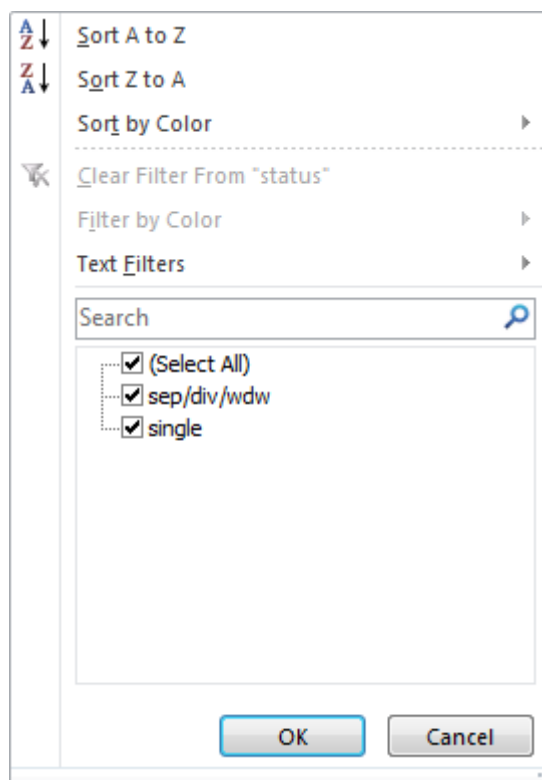 Sort A to Z
Sort Z to A
Sort by Color
Clear Filter From "status"
Filter by Color
Text Filters
Search
(Select All)
sep/div/wdw
single
OK Cancel